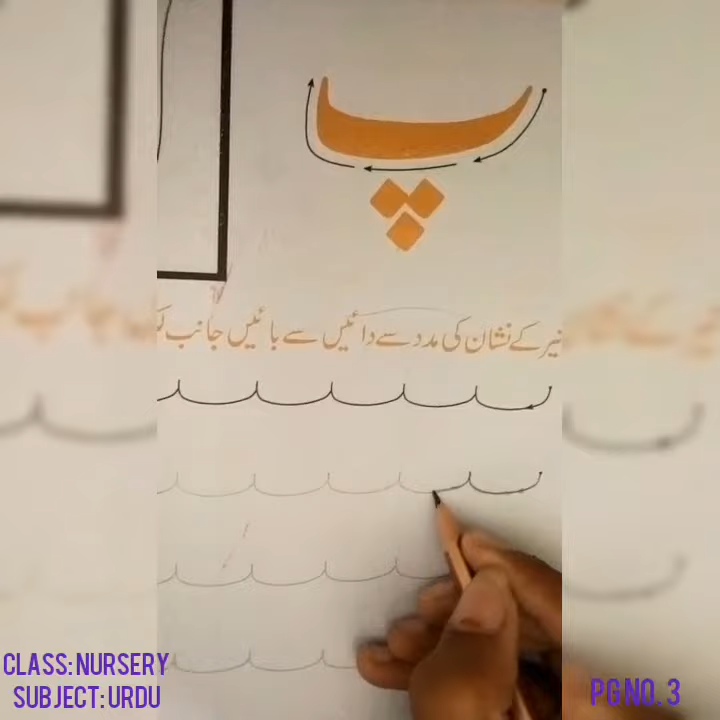 پ
تیر کے نشان کی مدد سے دائیں سے بائیں جانب
CLASS: NURSERY
SUBJECT: URDU
PG NO. 3